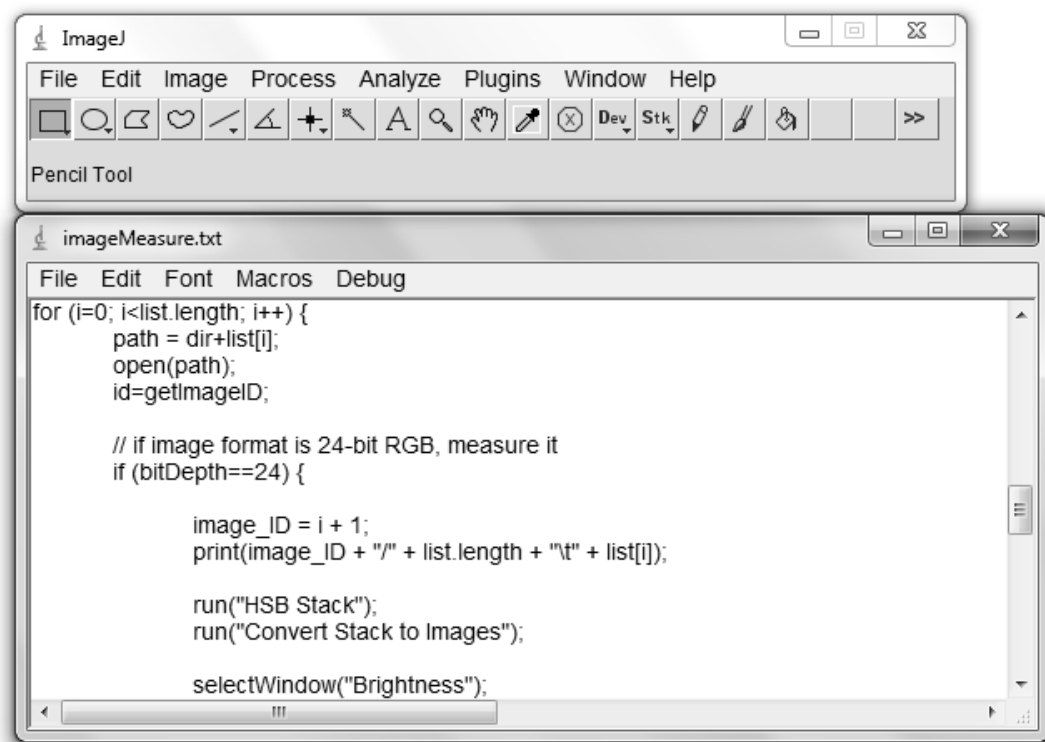 ImageJ
File Edit Image Process Analyze Plugins Window Help
A Dev Stk >>
Pencil Tool
imageMeasure.txt
File Edit Font Macros Debug
for (i=0; i<list.length; i++) {
path = dir+list[i];
open(path);
id=getImageID;
// if image format is 24-bit RGB, measure it
if (bitDepth==24) {
image_ID = i + 1;
print(image_ID + "/" + list.length + "\t" + list[i]);
run("HSB Stack");
run("Convert Stack to Images");
selectWindow("Brightness");